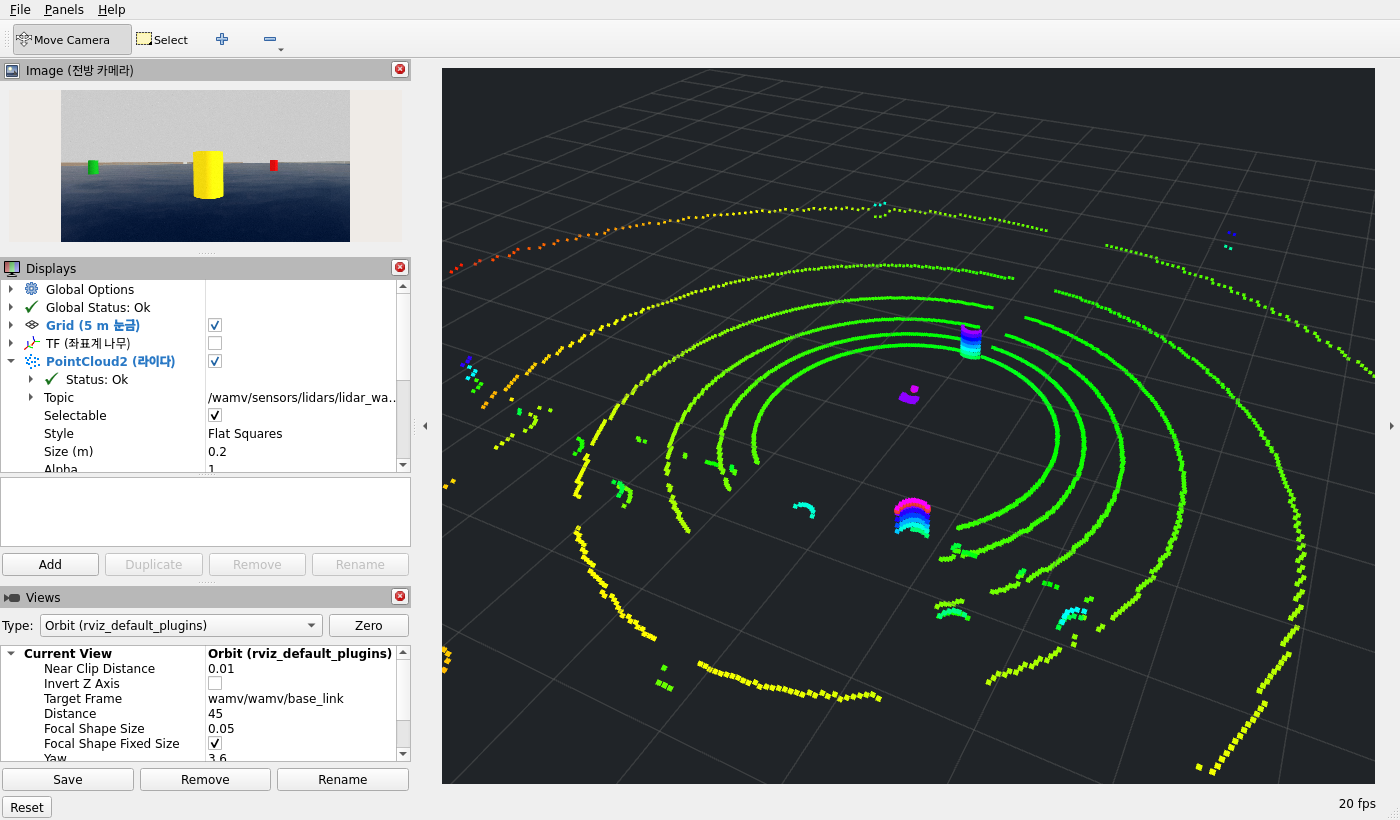 File Panels Help
Move Camera Select
Image (전방 카메라)
Displays
Global Options
Global Status: Ok
Grid (5 m 눈금)
TF (좌표계 나무)
PointCloud2 (라이다)
Status: Ok
Topic /wamv/sensors/lidars/lidar_wa...
Selectable
Style Flat Squares
Size (m) 0.2
Alpha 1
Add Duplicate Remove Rename
Views
Type: Orbit (rviz_default_plugins) Zero
Current View Orbit (rviz_default_plugins)
Near Clip Distance 0.01
Invert Z Axis
Target Frame wamv/wamv/base_link
Distance 45
Focal Shape Size 0.05
Focal Shape Fixed Size
Yaw 3.6
Save Remove Rename
Reset
20 fps